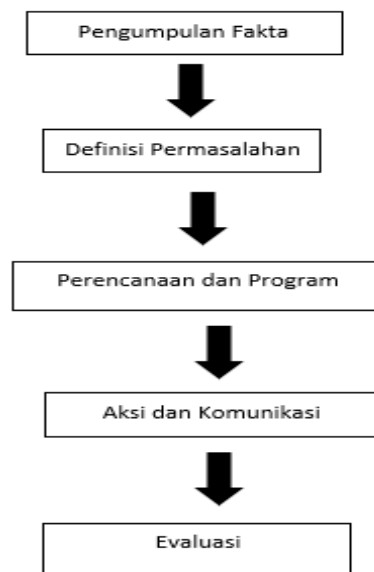 Pengumpulan Fakta
Definisi Permasalahan
Perencanaan dan Program
Aksi dan Komunikasi
Evaluasi